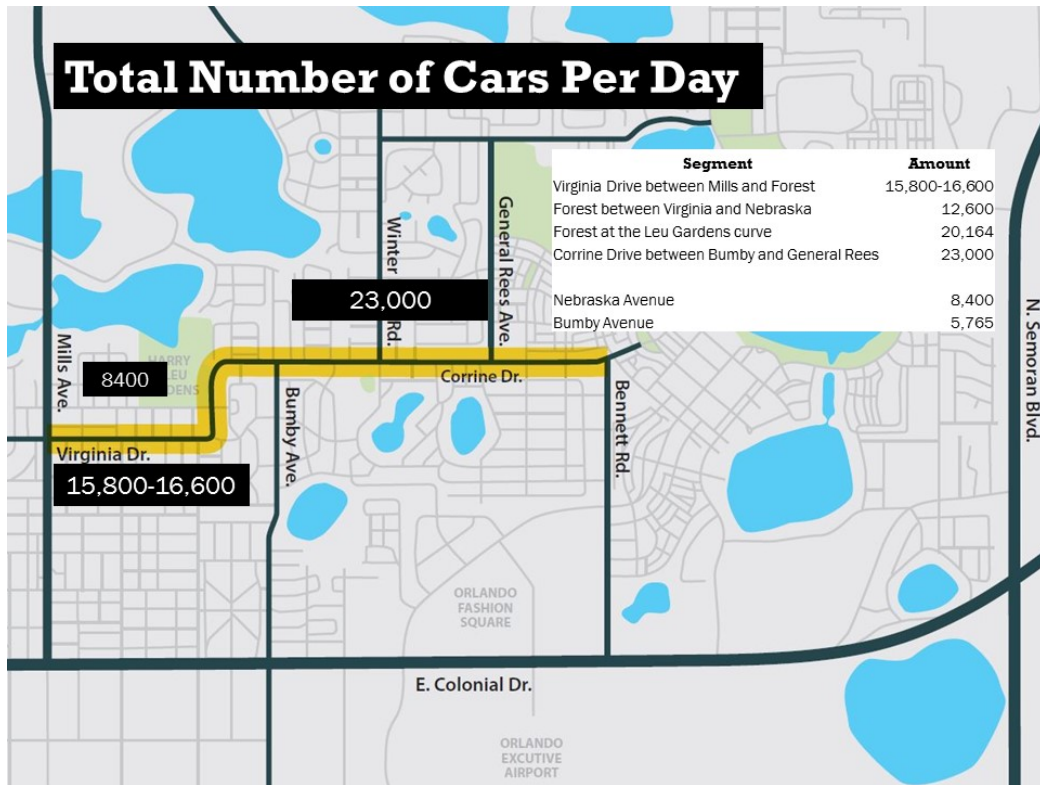 Total Number of Cars Per Day
Segment Amount
Virginia Drive between Mills and Forest 15,800-16,600
Forest between Virginia and Nebraska 12,600
Forest at the Leu Gardens curve 20,164
Corrine Drive between Bumby and General Rees 23,000
Nebraska Avenue 8,400
Bumby Avenue 5,765
General Rees Ave.
Winter
Rd.
23,000
N. Semoran Blvd.
Mills Ave.
HARRY
LEU
DENS
8400
Corrine Dr.
Bumby Ave.
Bennett Rd.
Virginia Dr.
15,800-16,600
ORLANDO
FASHION
SQUARE
E. Colonial Dr.
ORLANDO
EXCUTIVE
AIRPORT